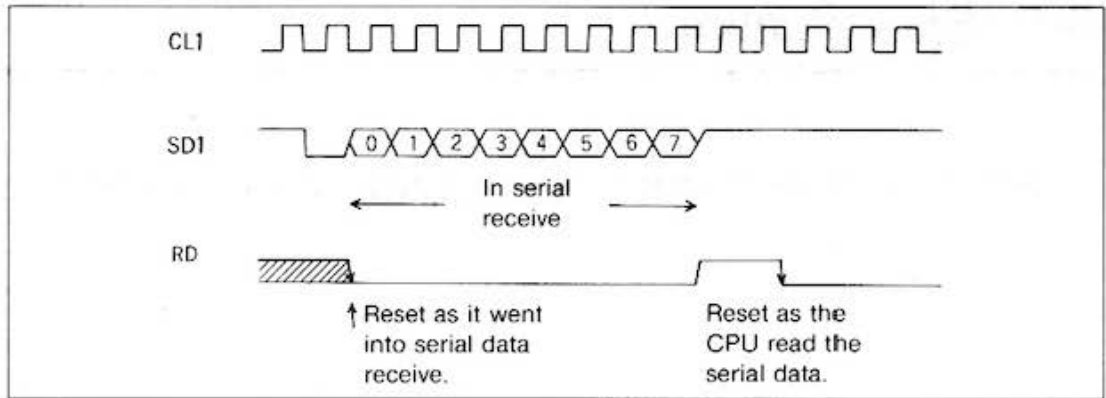 CL1
SD1
0 1 2 3 4 5 6 7
In serial
receive
RD
Reset as it went
into serial data
receive.
Reset as the
CPU read the
serial data.